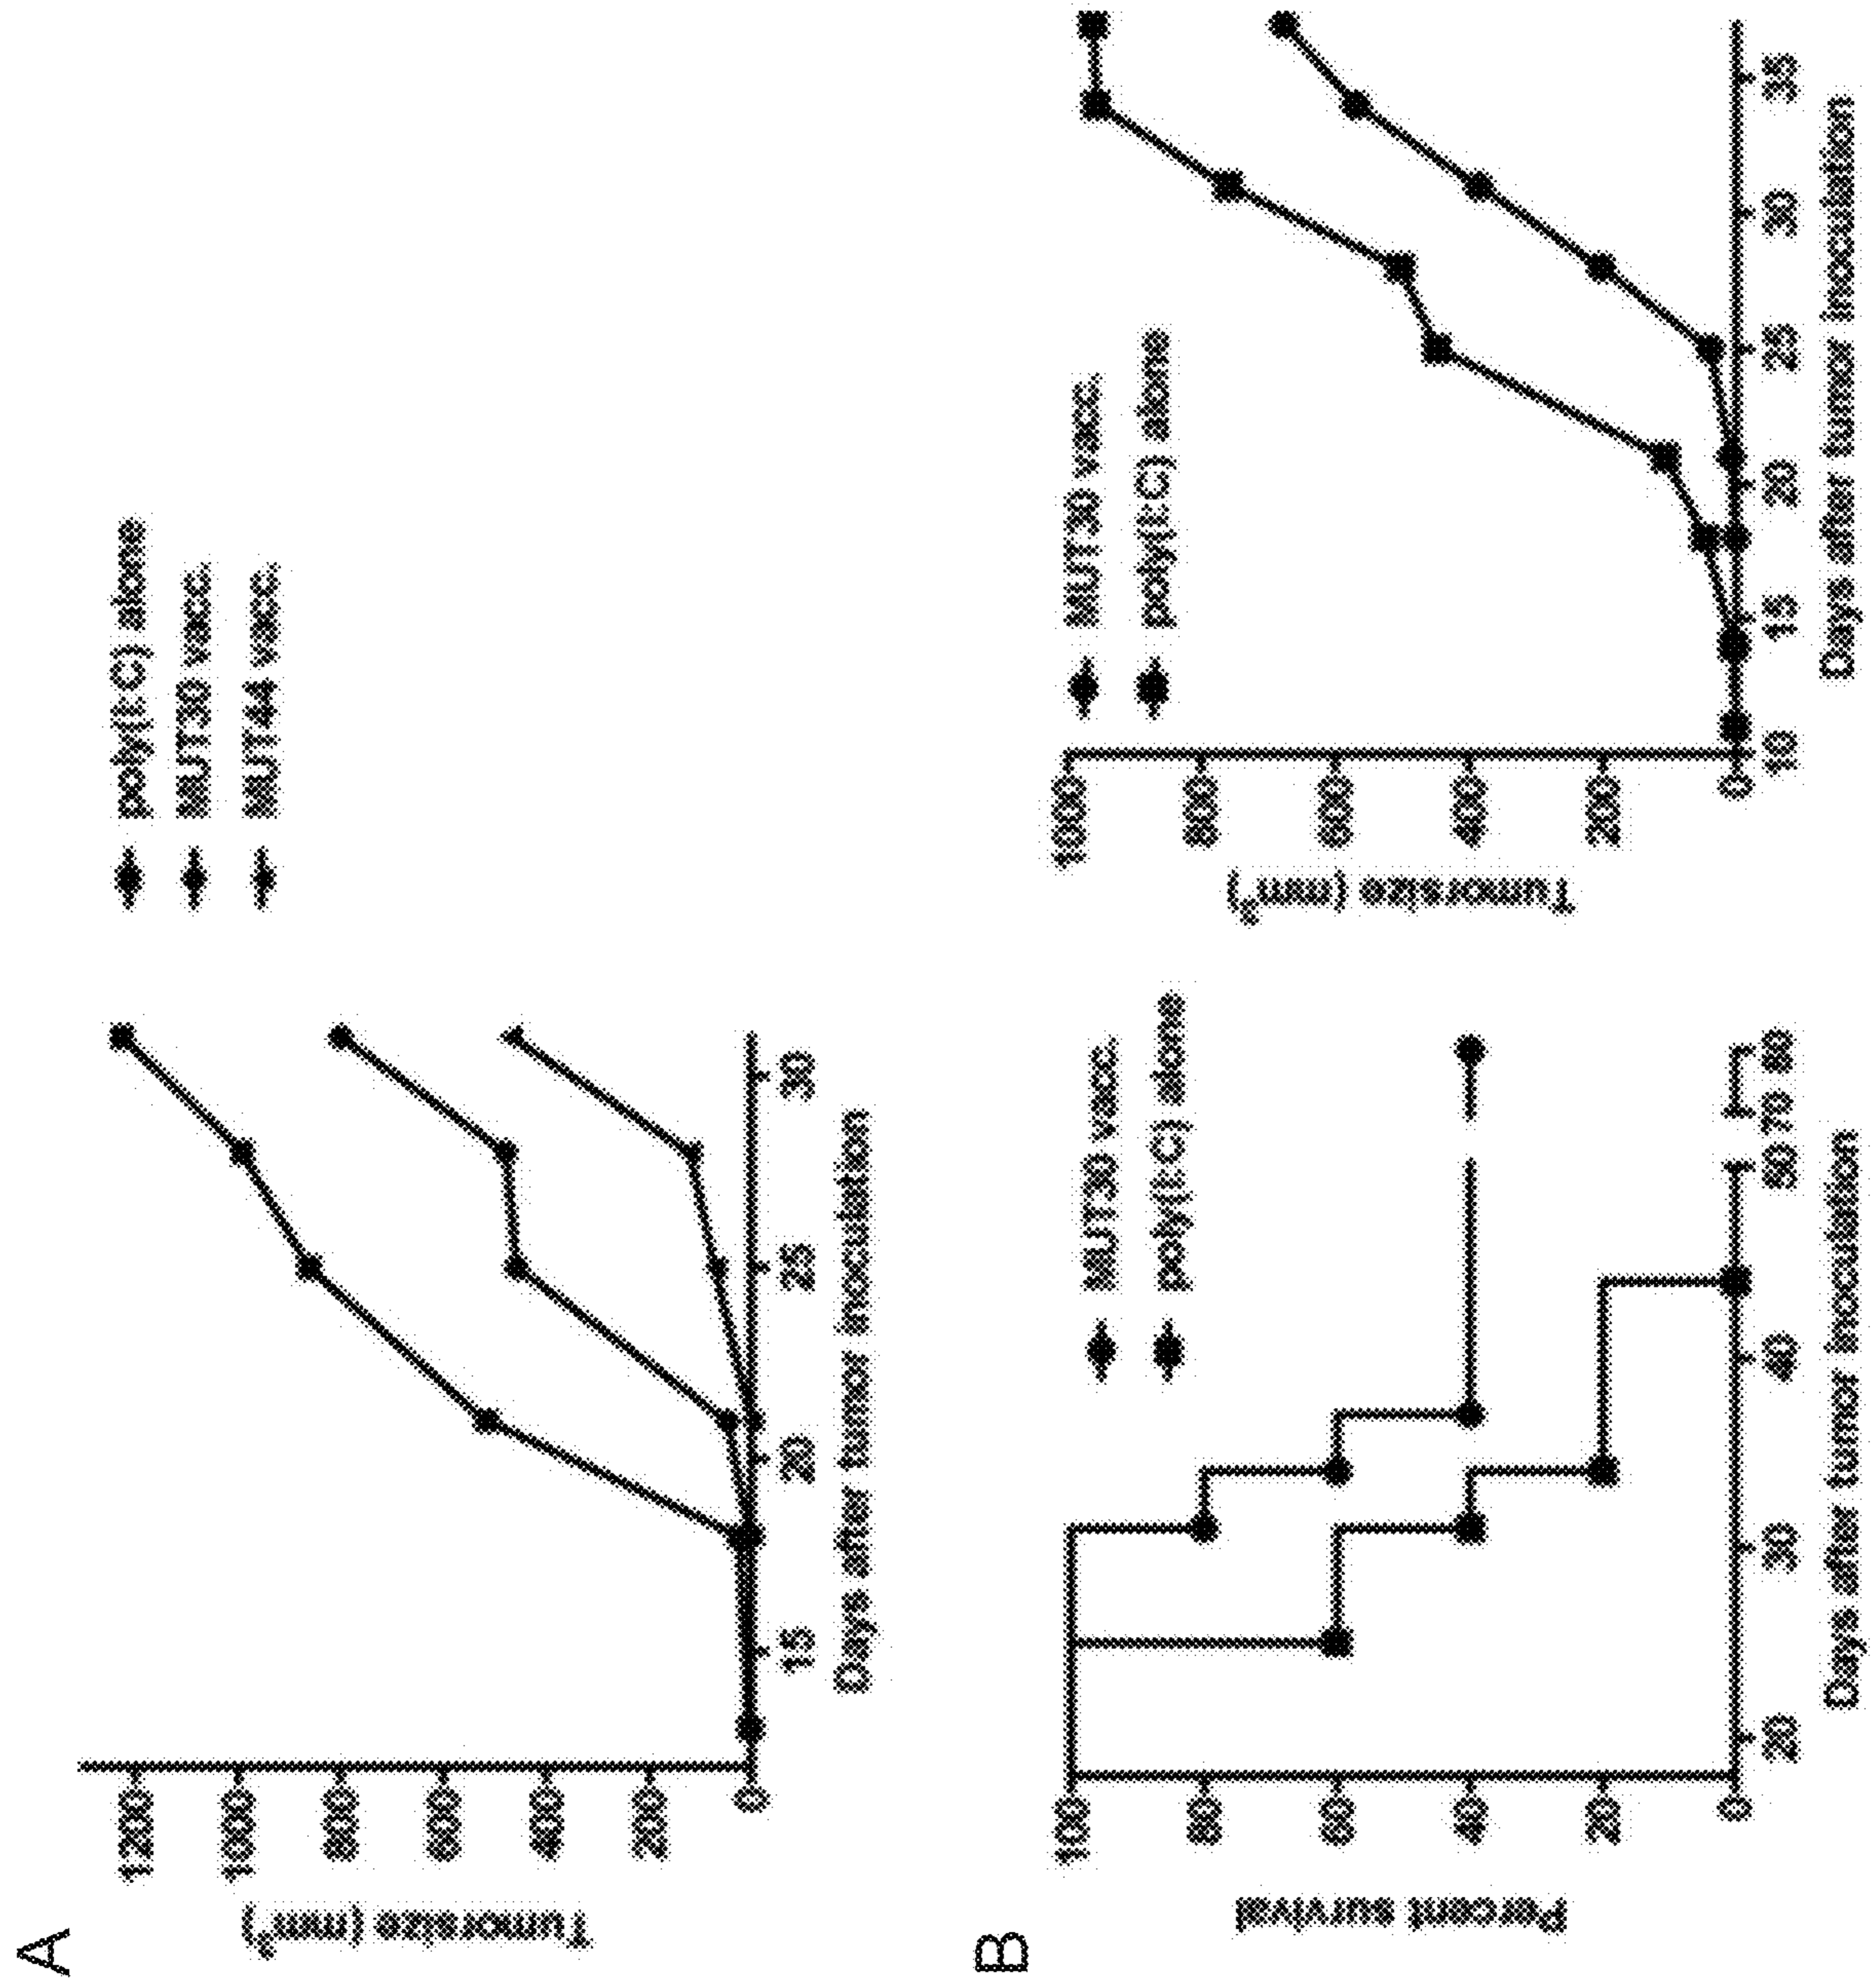 A
Tumorsize (mm³)
1200
1000
800
600
400
200
0
15
20
25
30
Days after tumor inoculation
poly(I:C) alone
MUT30 vacc.
MUT44 vacc.
B
Percent survival
100
80
60
40
20
0
20
30
40
50
70
80
Days after tumor inoculation
MUT30 vacc.
poly(I:C) alone
Tumorsize (mm³)
1000
800
600
400
200
0
10
15
20
25
30
35
Days after tumor inoculation
MUT30 vacc.
poly(I:C) alone